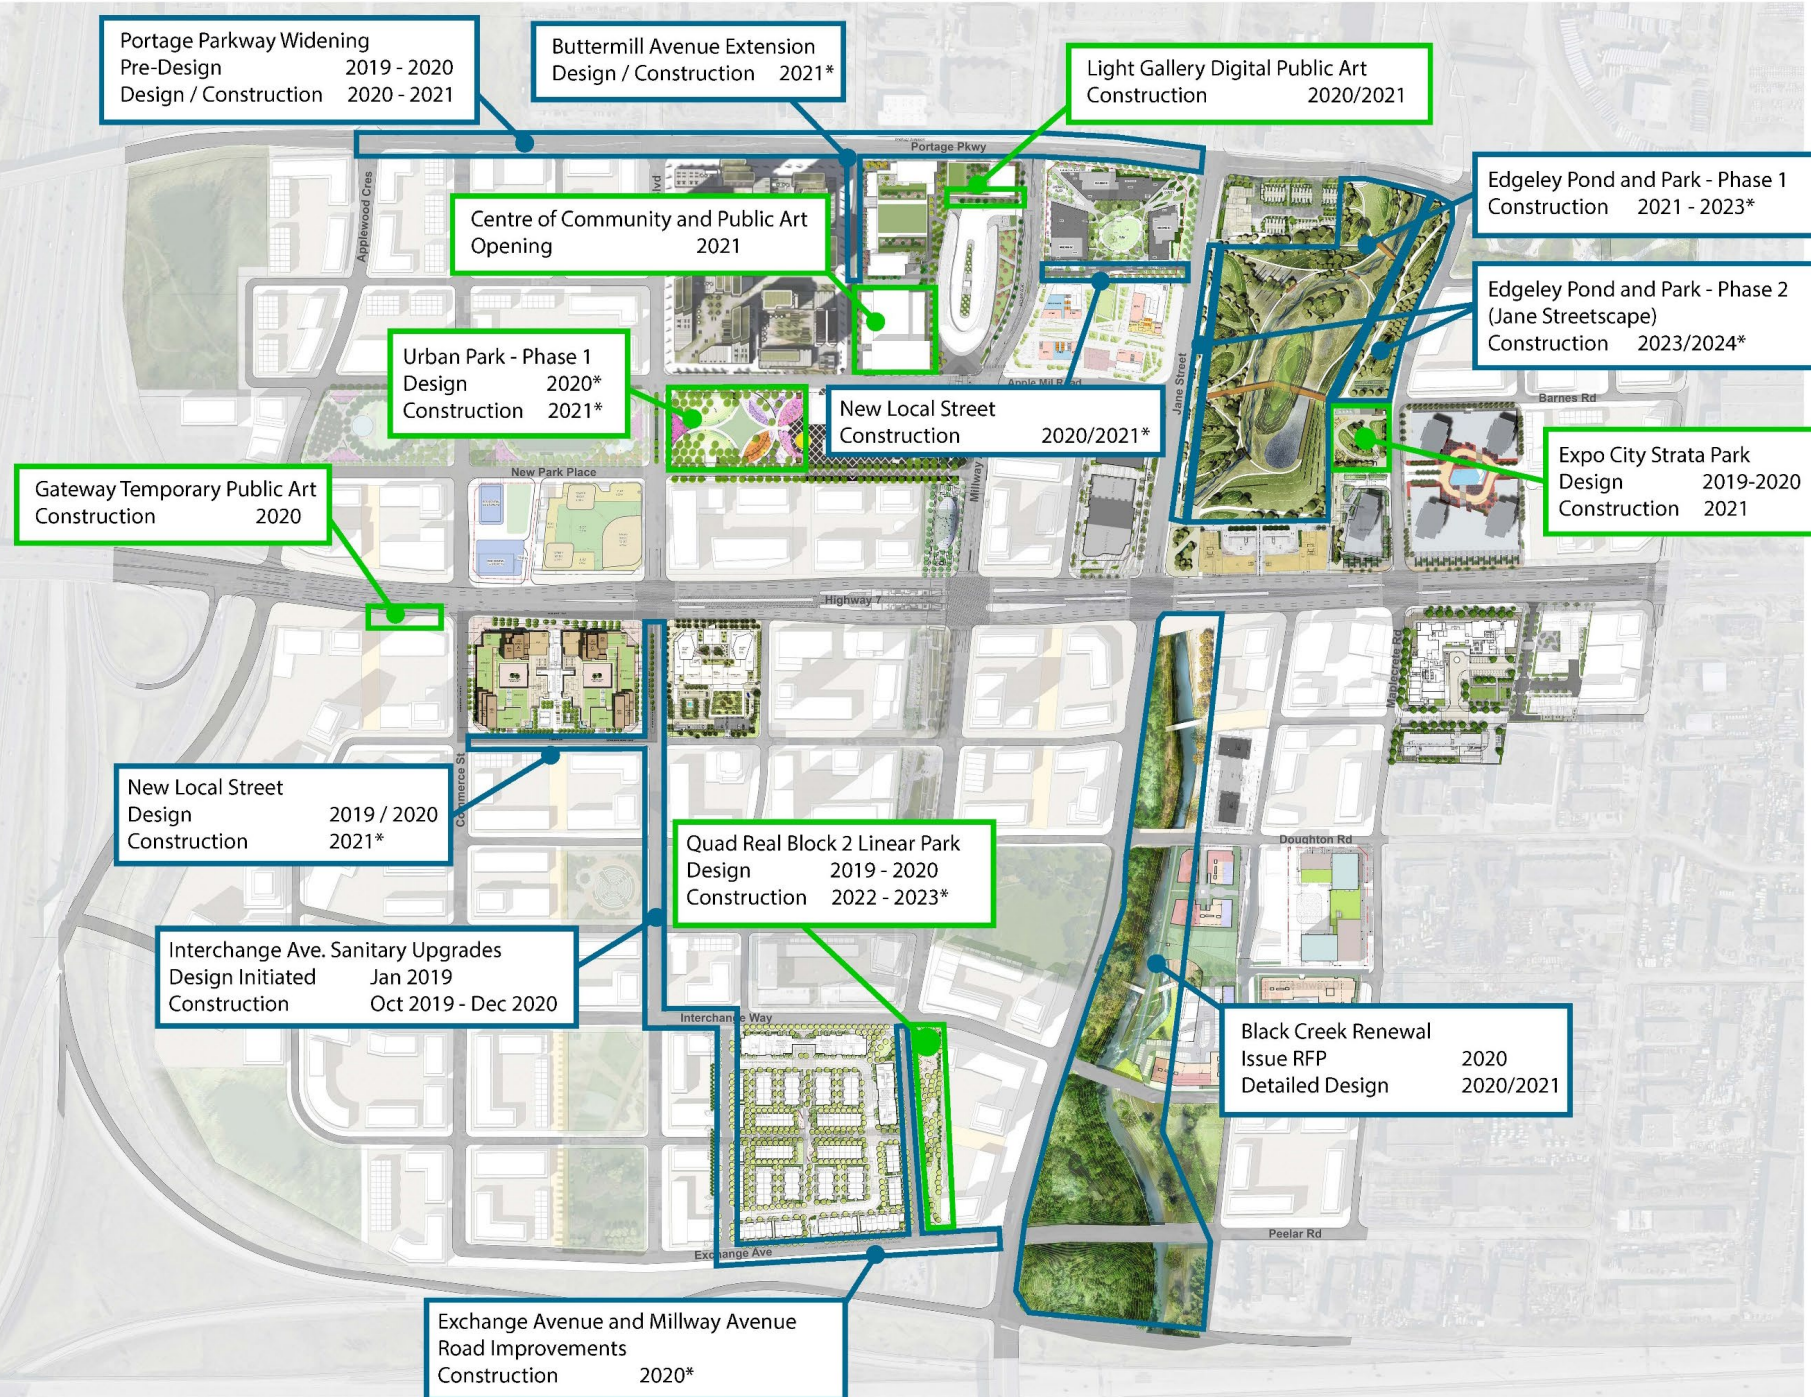 Portage Parkway Widening
Pre-Design 2019 - 2020
Design / Construction 2020 - 2021
Buttermill Avenue Extension
Design / Construction 2021*
Light Gallery Digital Public Art
Construction 2020/2021
Portage Pkwy
Edgeley Pond and Park - Phase 1
Construction 2021 - 2023*
Applewood Cres
lvd
Centre of Community and Public Art
Opening 2021
Edgeley Pond and Park - Phase 2
(Jane Streetscape)
Construction 2023/2024*
Urban Park - Phase 1
Design 2020*
Construction 2021*
Jane Street
Apple Mil Road
New Local Street
Construction 2020/2021*
Barnes Rd
Expo City Strata Park
Design 2019-2020
Construction 2021
New Park Place
Millway
Gateway Temporary Public Art
Construction 2020
Highway 7
Maplecrete Rd
Commerce St
New Local Street
Design 2019 / 2020
Construction 2021*
Doughton Rd
Quad Real Block 2 Linear Park
Design 2019 - 2020
Construction 2022 - 2023*
Interchange Ave. Sanitary Upgrades
Design Initiated Jan 2019
Construction Oct 2019 - Dec 2020
Interchange Way
Black Creek Renewal
Issue RFP 2020
Detailed Design 2020/2021
Peelar Rd
Exchange Ave
Exchange Avenue and Millway Avenue
Road Improvements
Construction 2020*